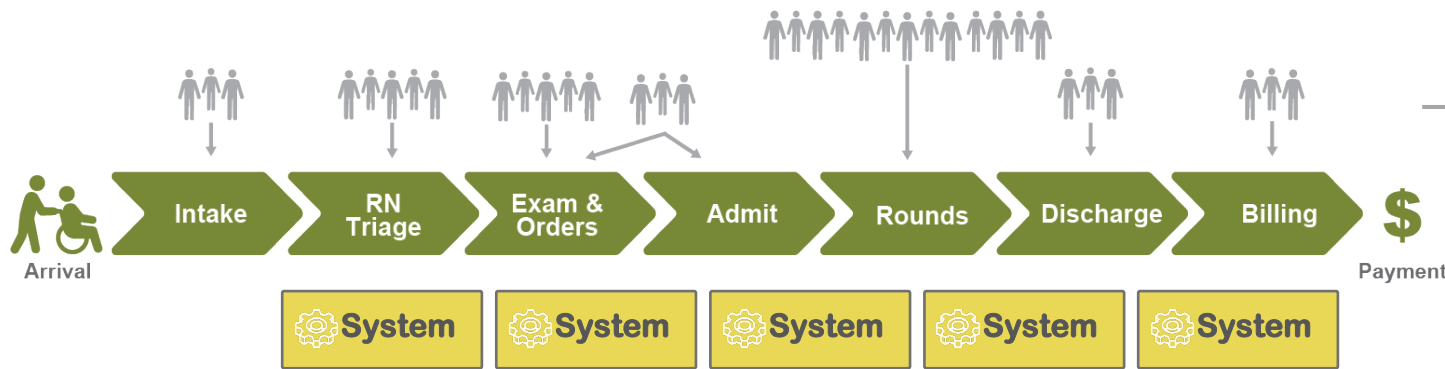 Intake
RN
Triage
Exam &
Orders
Admit
Rounds
Discharge
Billing
$
Arrival
Payment
System
System
System
System
System